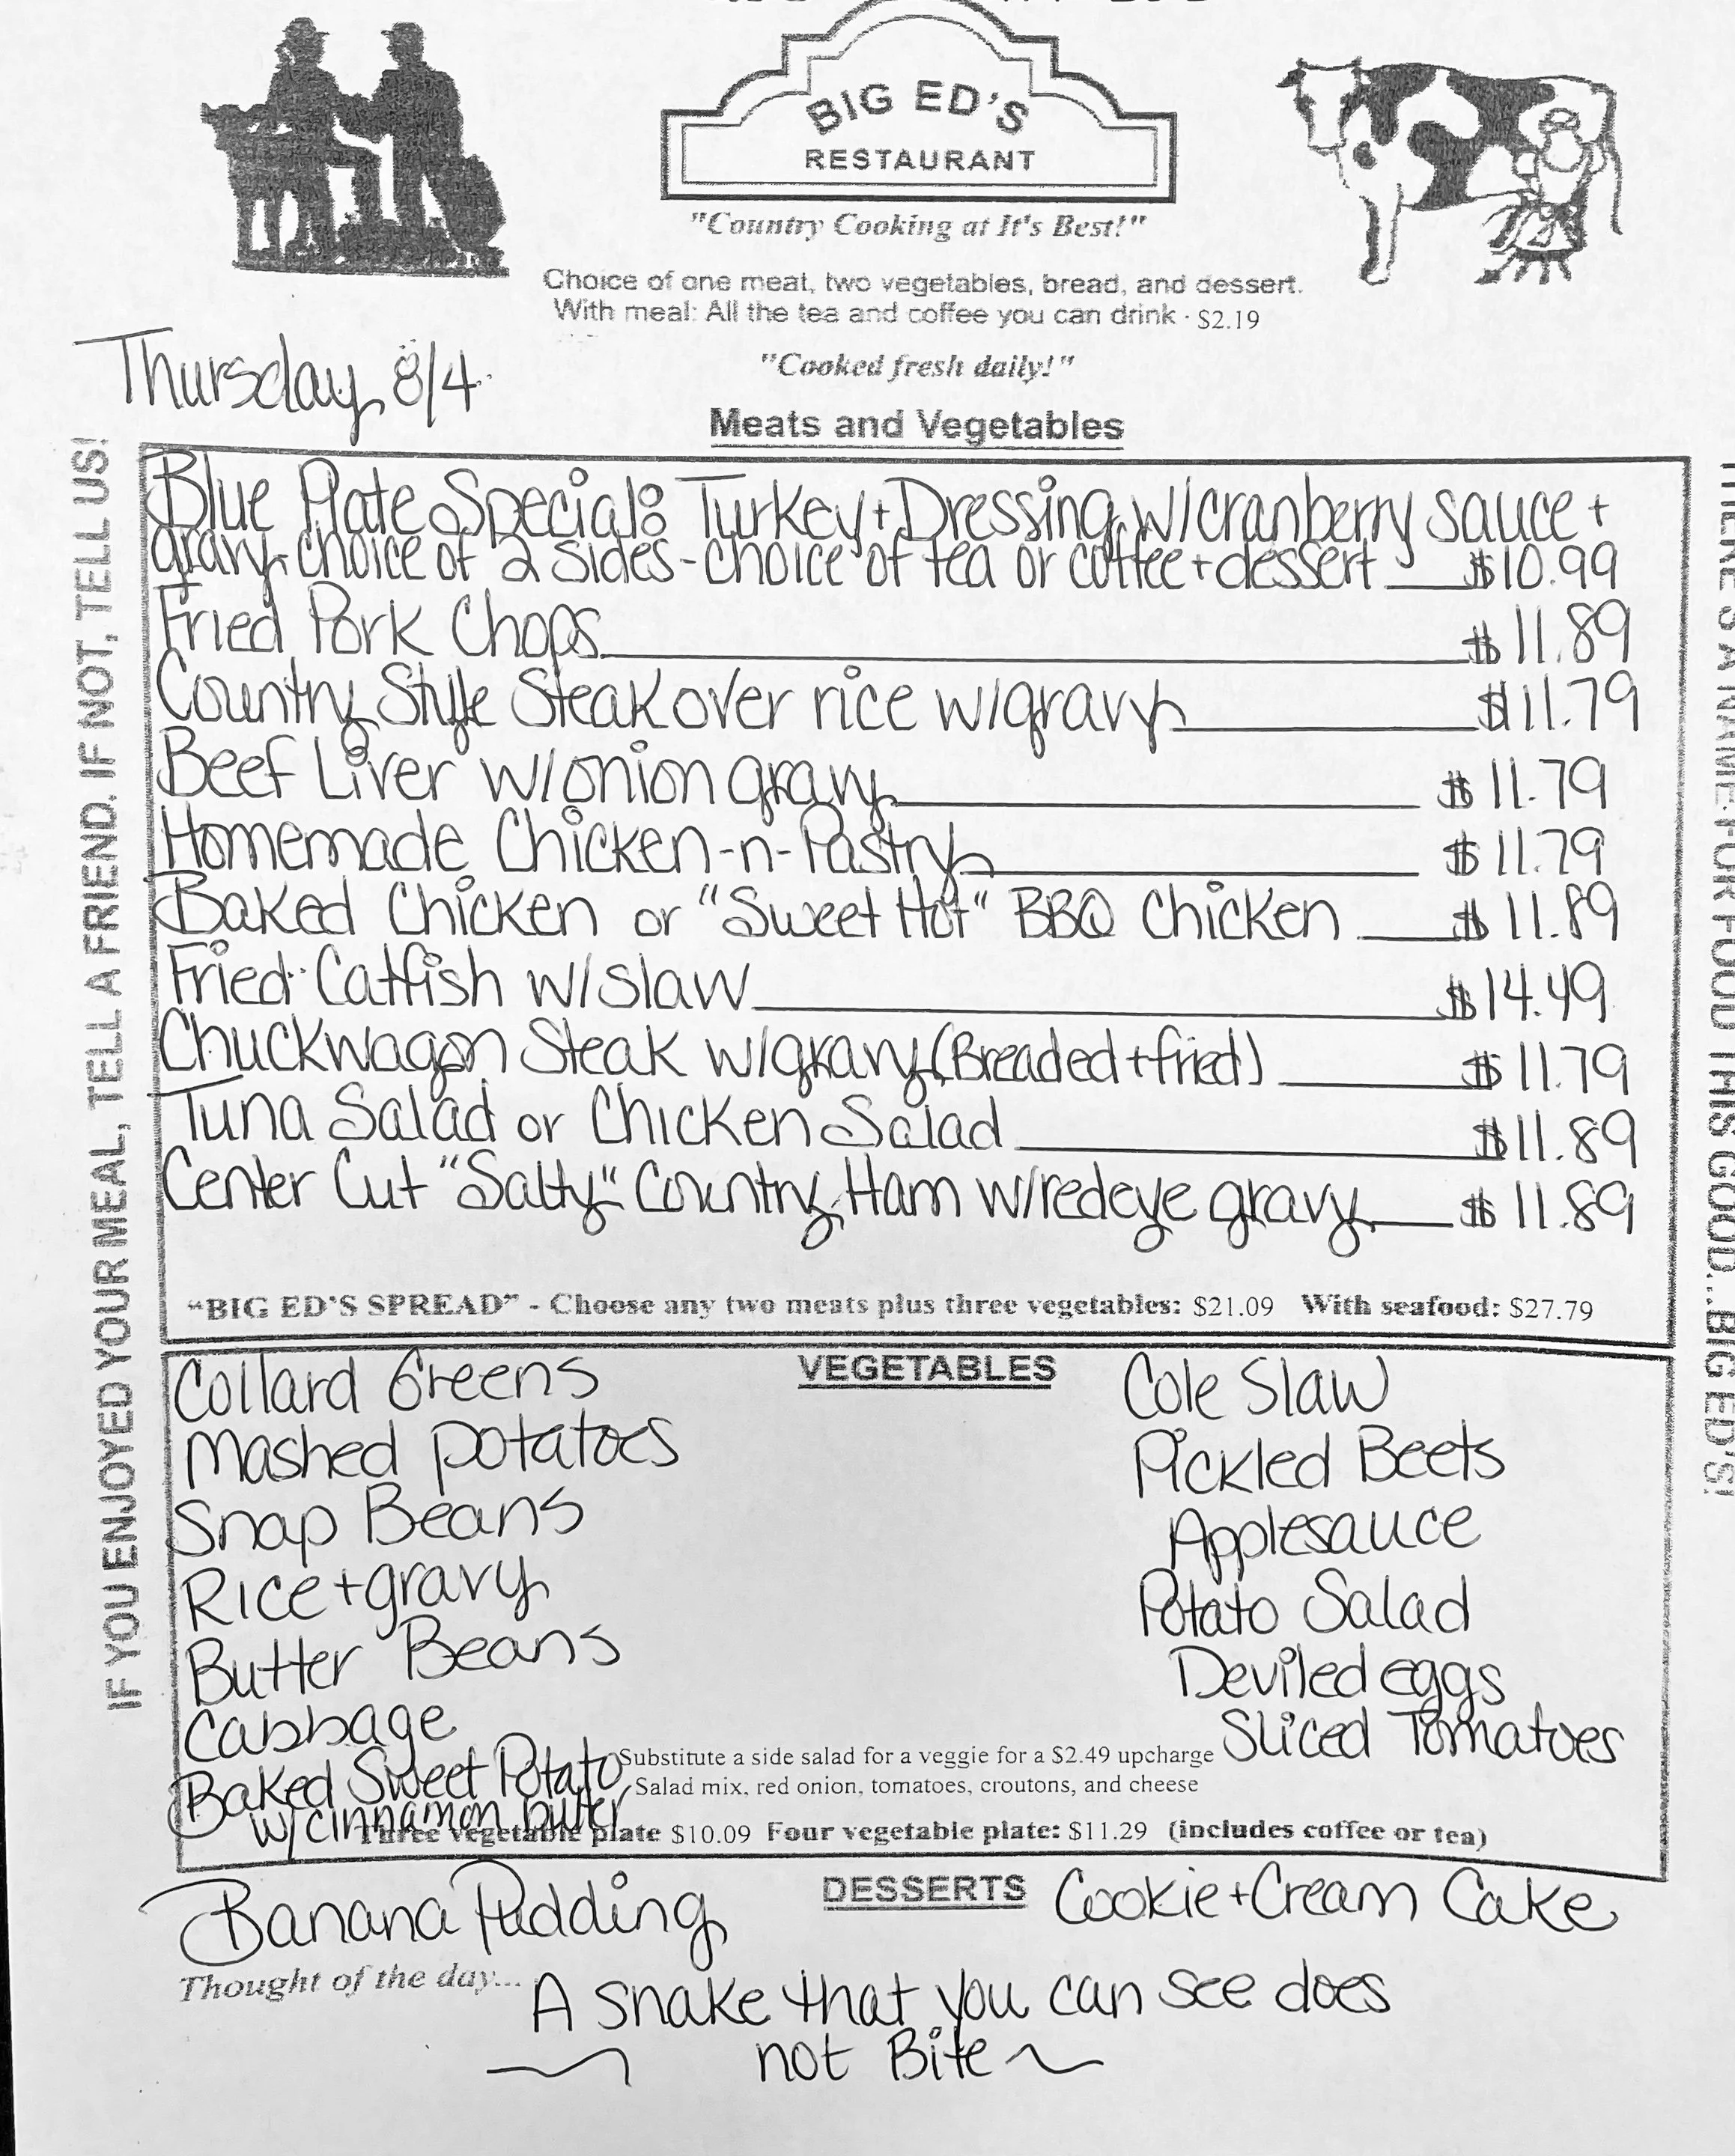 BIG ED'S
RESTAURANT
"Country Cooking at It's Best!"
Choice of one meat, two vegetables, bread, and dessert.
With meal: All the tea and coffee you can drink · $2.19
"Cooked fresh daily!"
Thursday 8/4
Meats and Vegetables
Blue Plate Special: Turkey + Dressing w/cranberry sauce +
gravy - choice of 2 sides - choice of tea or coffee + dessert $10.99
Fried Pork Chops $11.89
Country Style Steak over rice w/gravy $11.79
Beef Liver w/onion gravy $11.79
Homemade Chicken-n-Pastry $11.79
Baked Chicken or "Sweet Hot" BBQ Chicken $11.89
Fried Catfish w/slaw $14.49
Chuckwagon Steak w/gravy (Breaded + fried) $11.79
Tuna Salad or Chicken Salad $11.89
Center Cut "Salty" Country Ham w/redeye gravy $11.89
"BIG ED'S SPREAD" - Choose any two meats plus three vegetables: $21.09 With seafood: $27.79
VEGETABLES
Collard Greens
Mashed Potatoes
Snap Beans
Rice + gravy
Butter Beans
Cabbage
Baked Sweet Potato
w/cinnamon butter
Cole Slaw
Pickled Beets
Applesauce
Potato Salad
Deviled eggs
Sliced Tomatoes
Substitute a side salad for a veggie for a $2.49 upcharge
Salad mix, red onion, tomatoes, croutons, and cheese
Three vegetable plate $10.09 Four vegetable plate: $11.29 (includes coffee or tea)
DESSERTS
Banana Pudding
Cookie + Cream Cake
Thought of the day...
A snake that you can see does
not Bite
IF YOU ENJOYED YOUR MEAL, TELL A FRIEND. IF NOT, TELL US!
THERE'S A NAME FOR FOOD THIS GOOD...BIG ED'S!